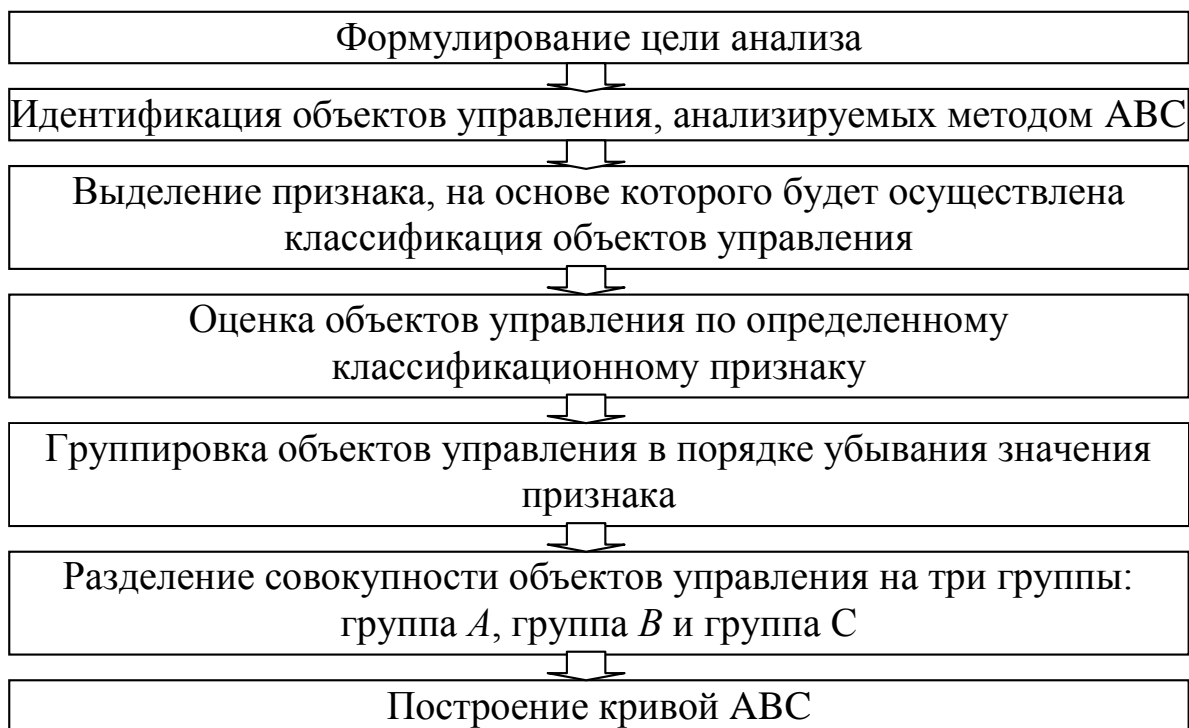 Формулирование цели анализа
Идентификация объектов управления, анализируемых методом ABC
Выделение признака, на основе которого будет осуществлена
классификация объектов управления
Оценка объектов управления по определенному
классификационному признаку
Группировка объектов управления в порядке убывания значения
признака
Разделение совокупности объектов управления на три группы:
группа A, группа B и группа C
Построение кривой ABC